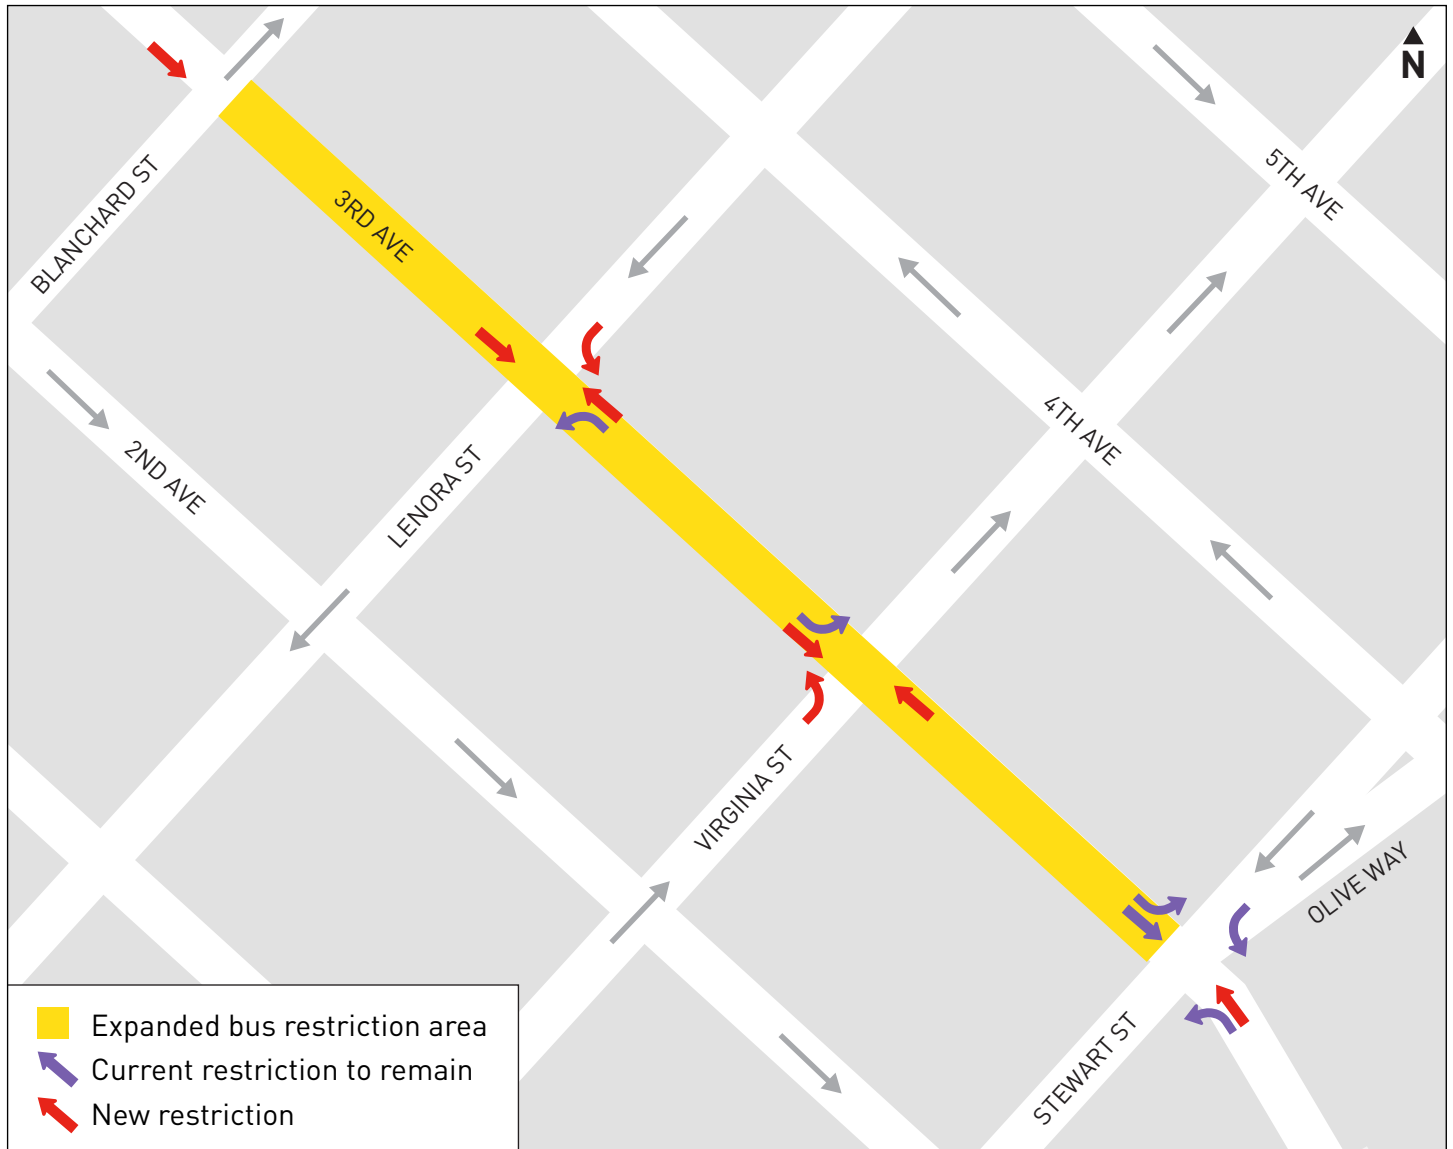 N
BLANCHARD ST
3RD AVE
5TH AVE
2ND AVE
LENORA ST
4TH AVE
VIRGINIA ST
OLIVE WAY
STEWART ST
Expanded bus restriction area
Current restriction to remain
New restriction